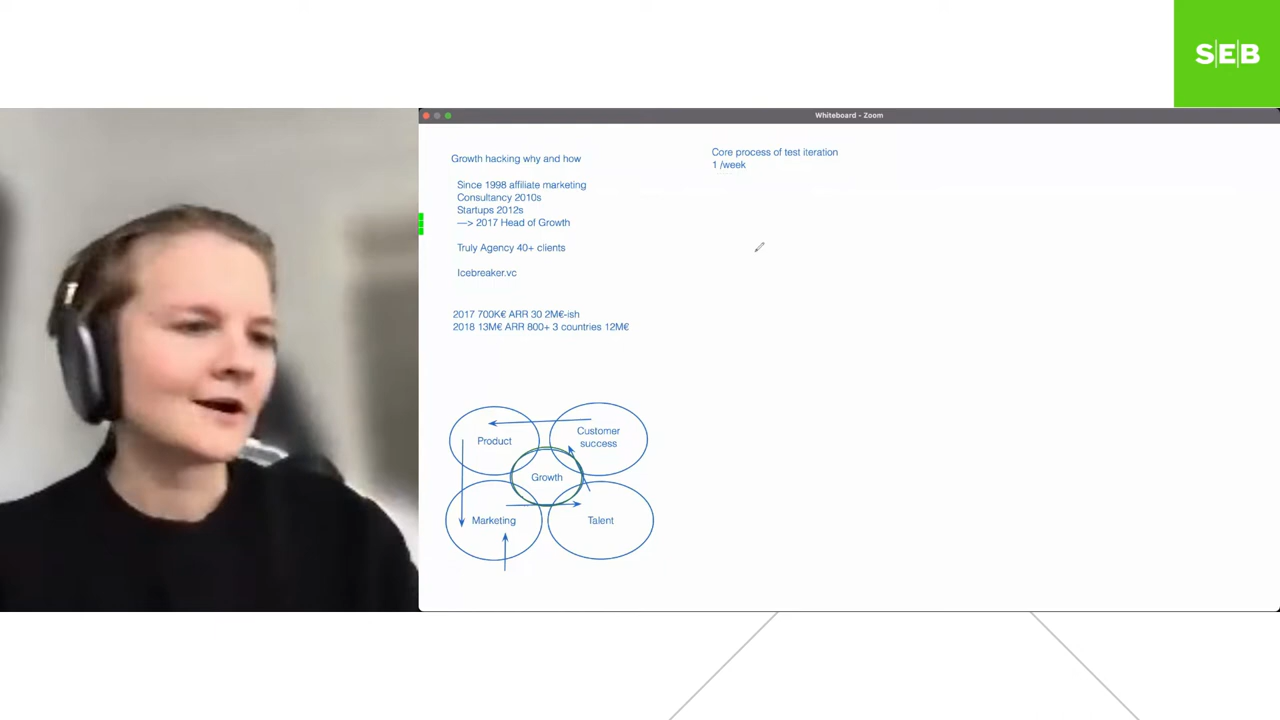 S|E|B
Whiteboard - Zoom
Growth hacking why and how
Since 1998 affiliate marketing
Consultancy 2010s
Startups 2012s
—> 2017 Head of Growth
Truly Agency 40+ clients
Icebreaker.vc
2017 700K€ ARR 30 2M€-ish
2018 13M€ ARR 800+ 3 countries 12M€
Product
Customer
success
Growth
Marketing
Talent
Core process of test iteration
1 /week